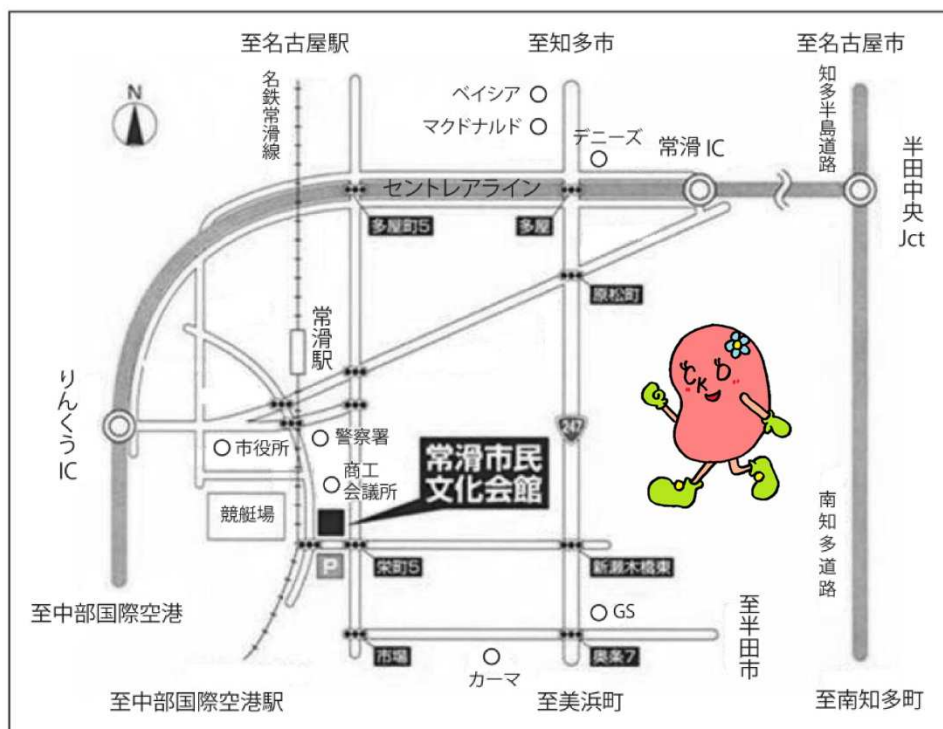 至名古屋駅
至知多市
至名古屋市
N
名鉄常滑線
ベイシア
マクドナルド
デニーズ
常滑IC
知多半島道路
半田中央
Jct
セントレアライン
多屋町5
多屋
原松町
常滑駅
CKD
りんくう
IC
247
市役所
警察署
商工
会議所
常滑市民
文化会館
競艇場
P
栄町5
新瀬木橋東
南知多道路
至中部国際空港
GS
至半田市
市場
奥条7
カーマ
至中部国際空港駅
至美浜町
至南知多町